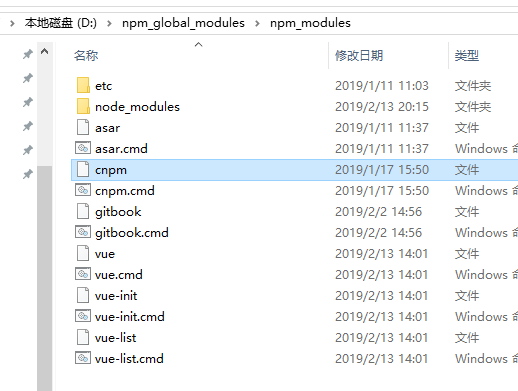 本地磁盘 (D:) npm_global_modules npm_modules
名称 修改日期 类型
etc 2019/1/11 11:03 文件夹
node_modules 2019/2/13 20:15 文件夹
asar 2019/1/11 11:37 文件
asar.cmd 2019/1/11 11:37 Windows
cnpm 2019/1/17 15:50 文件
cnpm.cmd 2019/1/17 15:50 Windows
gitbook 2019/2/2 14:56 文件
gitbook.cmd 2019/2/2 14:56 Windows
vue 2019/2/13 14:01 文件
vue.cmd 2019/2/13 14:01 Windows
vue-init 2019/2/13 14:01 文件
vue-init.cmd 2019/2/13 14:01 Windows
vue-list 2019/2/13 14:01 文件
vue-list.cmd 2019/2/13 14:01 Windows